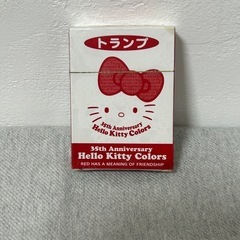 トランプ
35th Anniversary
Hello Kitty Colors
35th Anniversary
Hello Kitty Colors
RED HAS A MEANING OF FRIENDSHIP